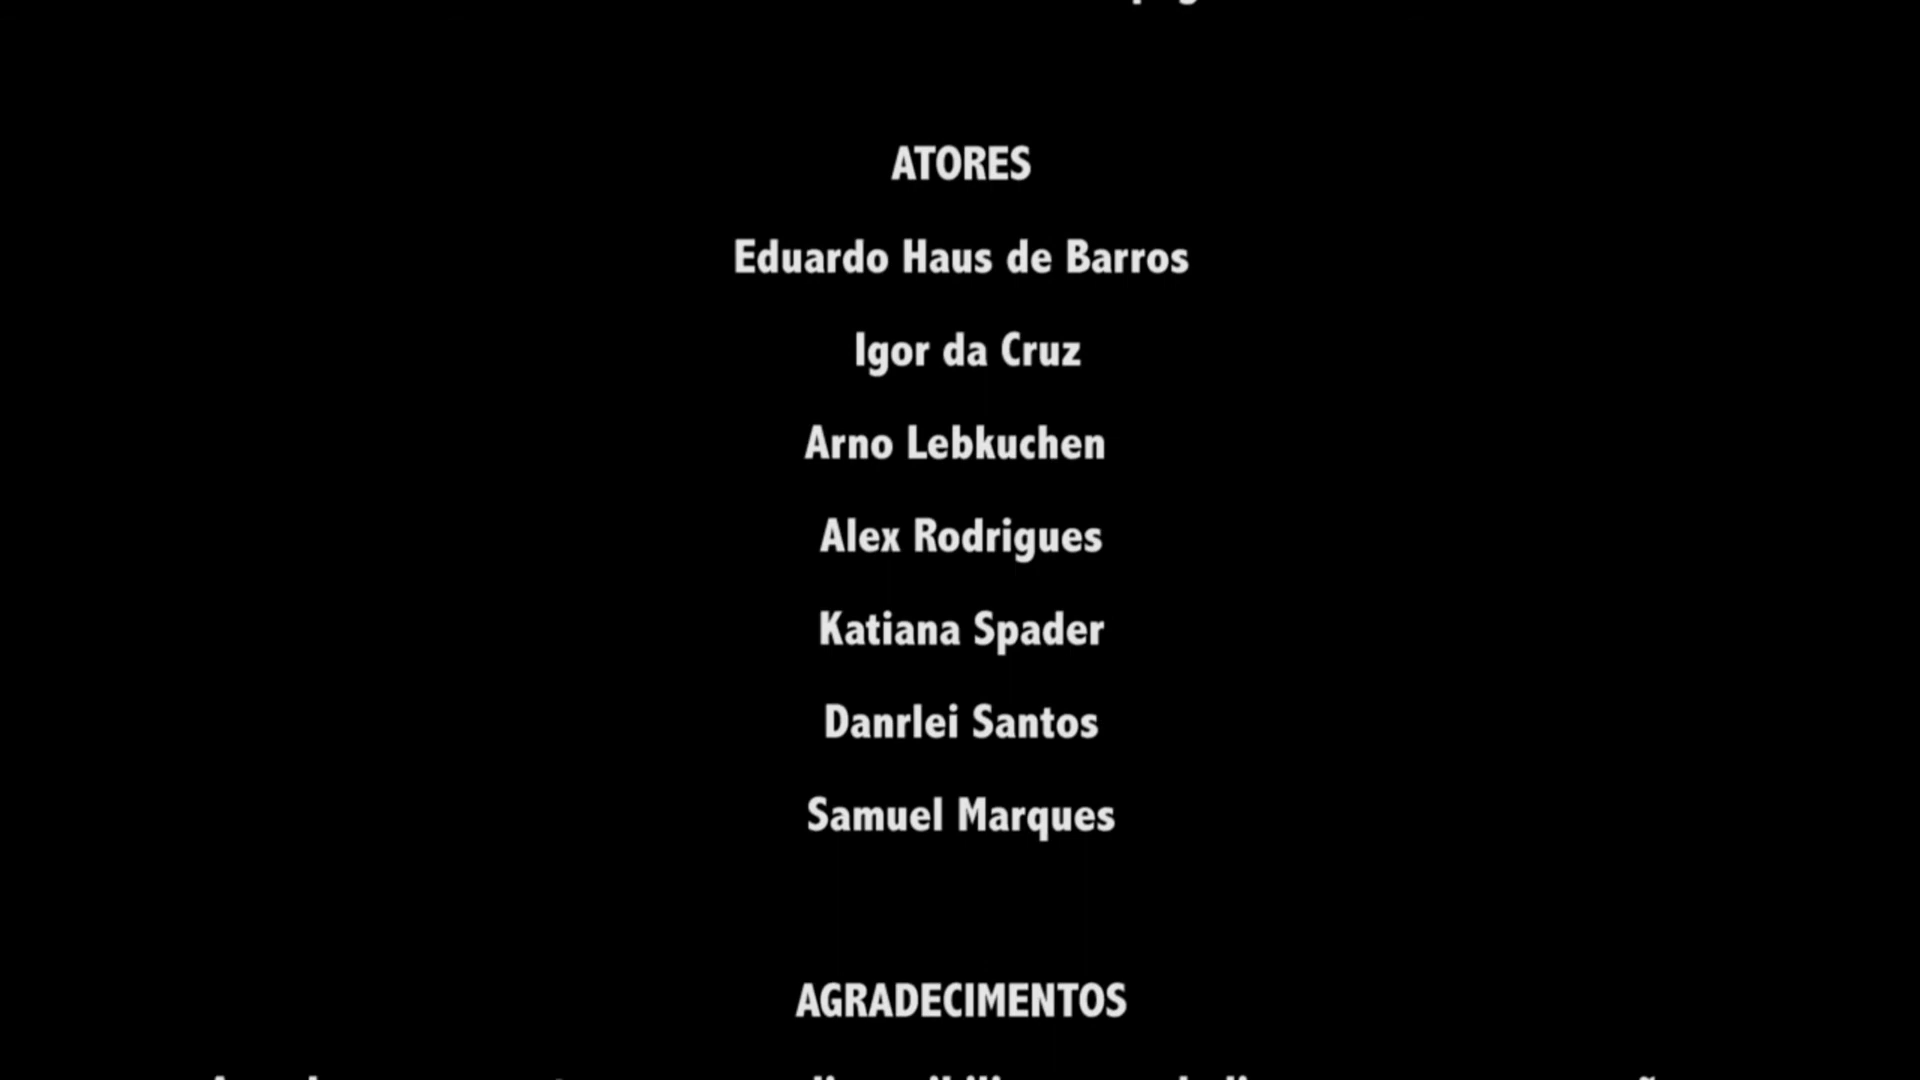 ATORES
Eduardo Haus de Barros
Igor da Cruz
Arno Lebkuchen
Alex Rodrigues
Katiana Spader
Danrlei Santos
Samuel Marques
AGRADECIMENTOS